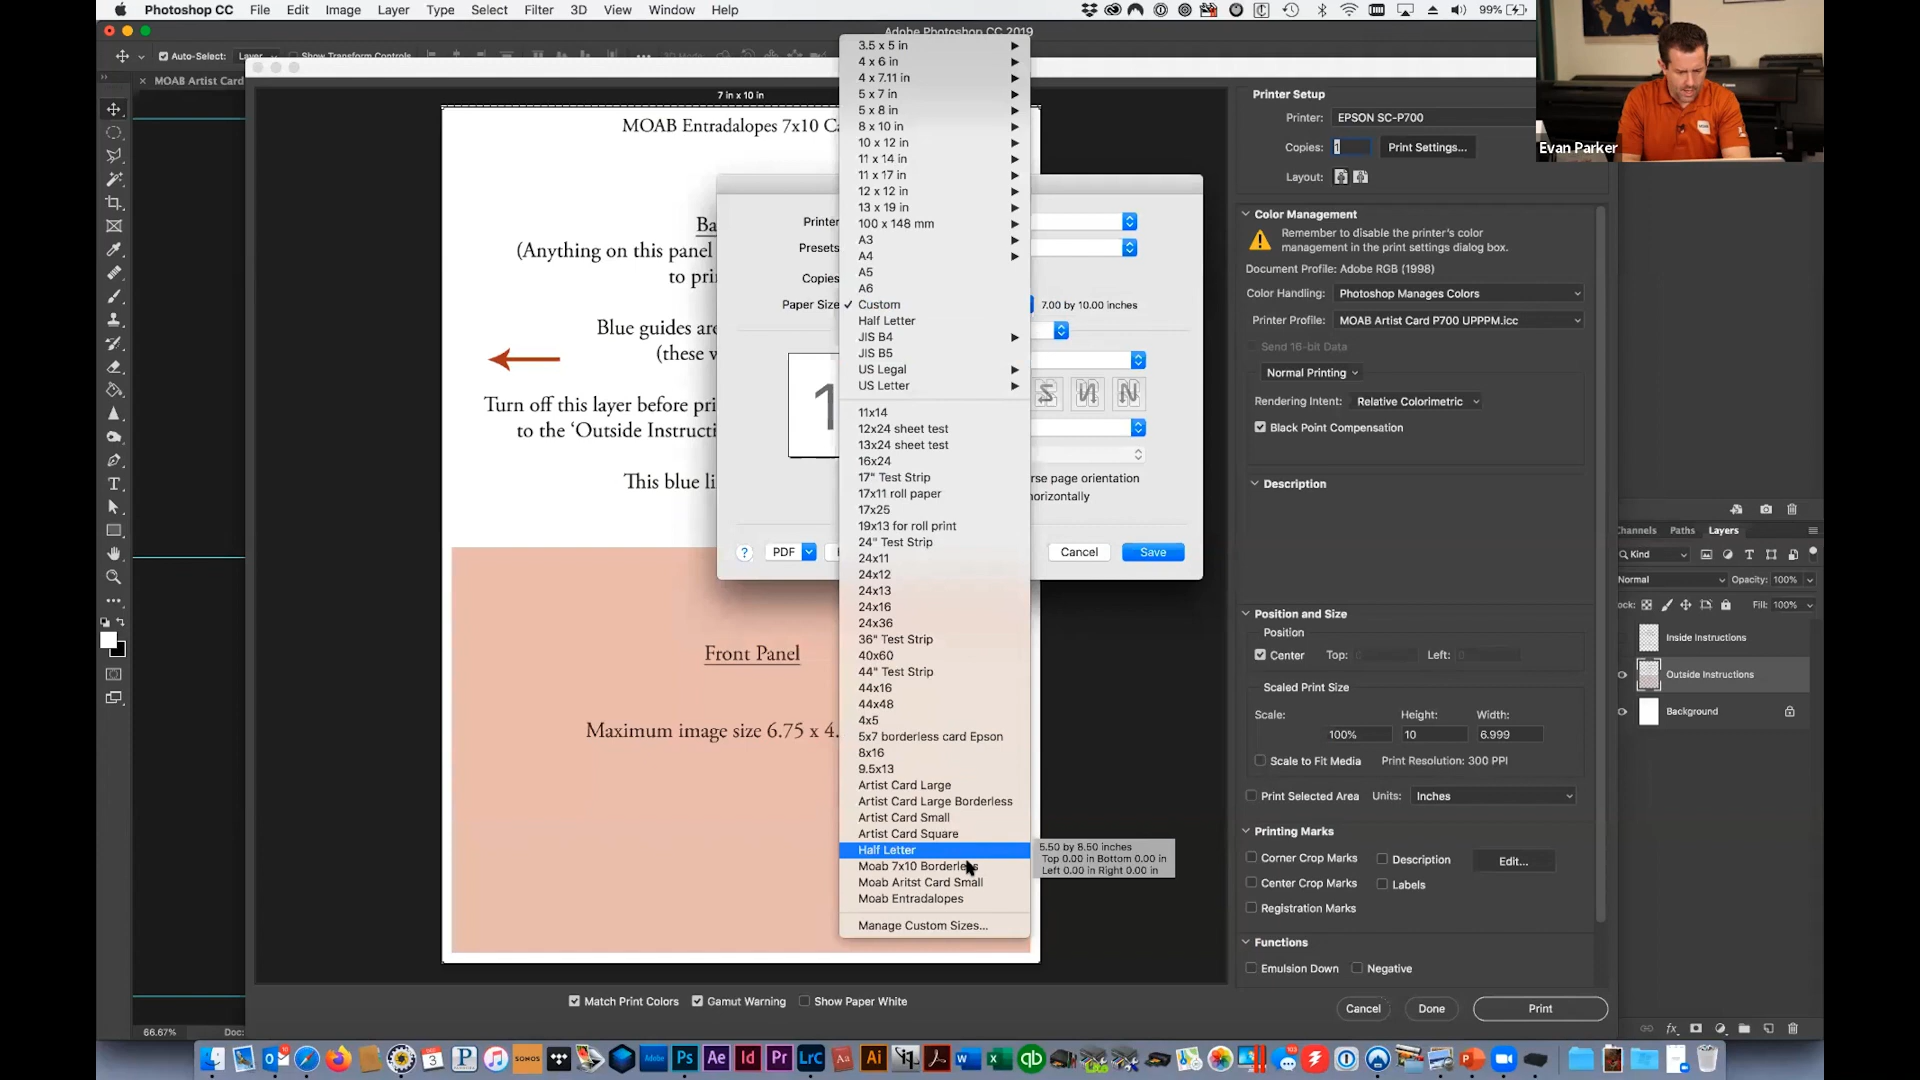 Photoshop CC File Edit Image Layer Type Select Filter 3D View Window Help 99%
Adobe Photoshop CC 2019
Auto-Select: Layer Show Transform Controls
MOAB Artist Card
7 in x 10 in
MOAB Entradalopes 7x10 Ca
(Anything on this panel
to prin
Blue guides are
(these w
Turn off this layer before pri
to the ‘Outside Instructi
This blue li
Front Panel
Maximum image size 6.75 x 4.
Printer
Presets
Copies
Paper Size
7.00 by 10.00 inches
1
rse page orientation
horizontally
? PDF Cancel Save
3.5 x 5 in
4 x 6 in
4 x 7.11 in
5 x 7 in
5 x 8 in
8 x 10 in
10 x 12 in
11 x 14 in
11 x 17 in
12 x 12 in
13 x 19 in
100 x 148 mm
A3
A4
A5
A6
✓ Custom
Half Letter
JIS B4
JIS B5
US Legal
US Letter
11x14
12x24 sheet test
13x24 sheet test
16x24
17" Test Strip
17x11 roll paper
17x25
19x13 for roll print
24" Test Strip
24x11
24x12
24x13
24x16
24x36
36" Test Strip
40x60
44" Test Strip
44x16
44x48
4x5
5x7 borderless card Epson
8x16
9.5x13
Artist Card Large
Artist Card Large Borderless
Artist Card Small
Artist Card Square
Half Letter
Moab 7x10 Borderless
Moab Aritst Card Small
Moab Entradalopes
Manage Custom Sizes...
5.50 by 8.50 inches
Top 0.00 in Bottom 0.00 in
Left 0.00 in Right 0.00 in
Match Print Colors Gamut Warning Show Paper White
66.67% Doc:
Printer Setup
Printer: EPSON SC-P700
Copies: 1 Print Settings...
Layout:
Color Management
Remember to disable the printer's color
management in the print settings dialog box.
Document Profile: Adobe RGB (1998)
Color Handling: Photoshop Manages Colors
Printer Profile: MOAB Artist Card P700 UPPPM.icc
Send 16-bit Data
Normal Printing
Rendering Intent: Relative Colorimetric
Black Point Compensation
Description
Position and Size
Position
Center Top: 0 Left: 0
Scaled Print Size
Scale: Height: Width:
100% 10 6.999
Scale to Fit Media Print Resolution: 300 PPI
Print Selected Area Units: Inches
Printing Marks
Corner Crop Marks Description Edit...
Center Crop Marks Labels
Registration Marks
Functions
Emulsion Down Negative
Cancel Done Print
Evan Parker
hannels Paths Layers
Kind
Normal Opacity: 100%
ock: Fill: 100%
Inside Instructions
Outside Instructions
Background